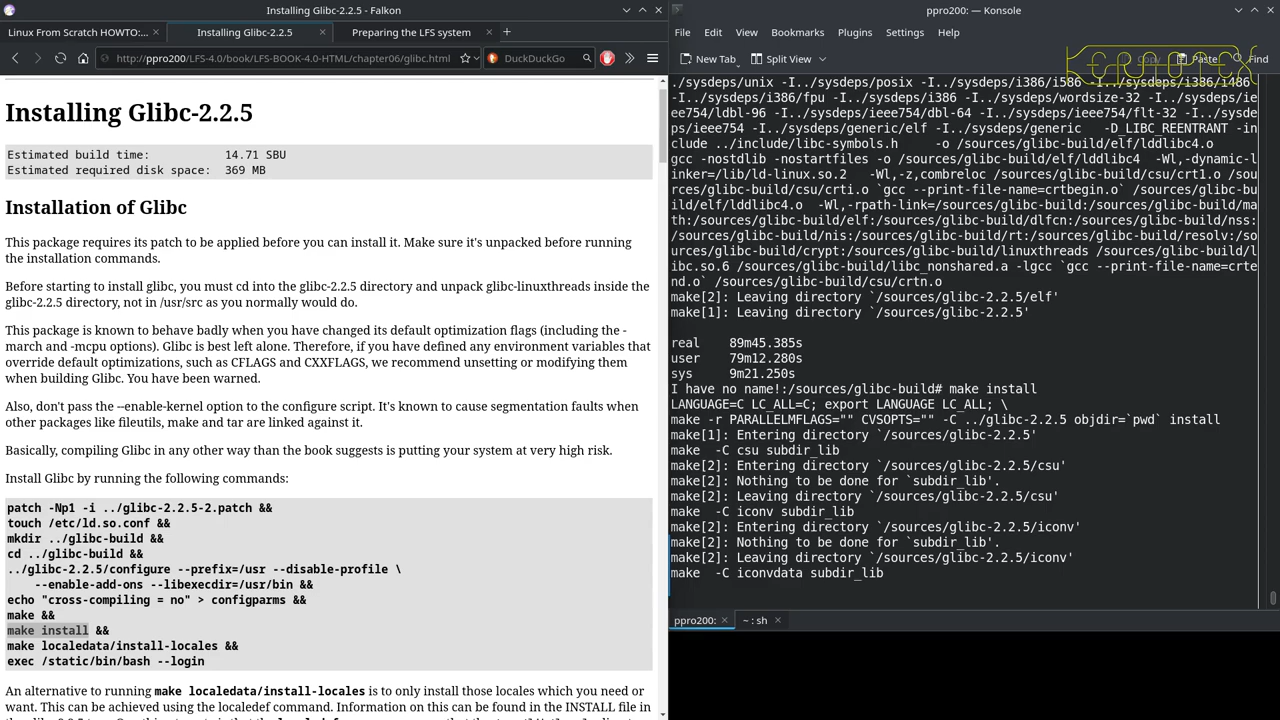 Installing Glibc-2.2.5 - Falkon
Linux From Scratch HOWTO:...
Installing Glibc-2.2.5
Preparing the LFS system
http://ppro200/LFS-4.0/book/LFS-BOOK-4.0-HTML/chapter06/glibc.html
DuckDuckGo
Installing Glibc-2.2.5
Estimated build time: 14.71 SBU
Estimated required disk space: 369 MB
Installation of Glibc
This package requires its patch to be applied before you can install it. Make sure it's unpacked before running
the installation commands.
Before starting to install glibc, you must cd into the glibc-2.2.5 directory and unpack glibc-linuxthreads inside the
glibc-2.2.5 directory, not in /usr/src as you normally would do.
This package is known to behave badly when you have changed its default optimization flags (including the -
march and -mcpu options). Glibc is best left alone. Therefore, if you have defined any environment variables that
override default optimizations, such as CFLAGS and CXXFLAGS, we recommend unsetting or modifying them
when building Glibc. You have been warned.
Also, don't pass the --enable-kernel option to the configure script. It's known to cause segmentation faults when
other packages like fileutils, make and tar are linked against it.
Basically, compiling Glibc in any other way than the book suggests is putting your system at very high risk.
Install Glibc by running the following commands:
patch -Np1 -i ../glibc-2.2.5-2.patch &&
touch /etc/ld.so.conf &&
mkdir ../glibc-build &&
cd ../glibc-build &&
../glibc-2.2.5/configure --prefix=/usr --disable-profile \
--enable-add-ons --libexecdir=/usr/bin &&
echo "cross-compiling = no" > configparms &&
make &&
make install &&
make localedata/install-locales &&
exec /static/bin/bash --login
An alternative to running make localedata/install-locales is to only install those locales which you need or
want. This can be achieved using the localedef command. Information on this can be found in the INSTALL file in
ppro200: — Konsole
File Edit View Bookmarks Plugins Settings Help
New Tab Split View Copy Paste Find
./sysdeps/unix -I../sysdeps/posix -I../sysdeps/i386/i586 -I../sysdeps/i386/i486
-I../sysdeps/i386/fpu -I../sysdeps/i386 -I../sysdeps/wordsize-32 -I../sysdeps/ie
ee754/ldbl-96 -I../sysdeps/ieee754/dbl-64 -I../sysdeps/ieee754/flt-32 -I../sysde
ps/ieee754 -I../sysdeps/generic/elf -I../sysdeps/generic -D_LIBC_REENTRANT -in
clude ../include/libc-symbols.h -o /sources/glibc-build/elf/lddlibc4.o
gcc -nostdlib -nostartfiles -o /sources/glibc-build/elf/lddlibc4 -Wl,-dynamic-l
inker=/lib/ld-linux.so.2 -Wl,-z,combreloc /sources/glibc-build/csu/crt1.o /sou
rces/glibc-build/csu/crti.o `gcc --print-file-name=crtbegin.o` /sources/glibc-bu
ild/elf/lddlibc4.o -Wl,-rpath-link=/sources/glibc-build:/sources/glibc-build/ma
th:/sources/glibc-build/elf:/sources/glibc-build/dlfcn:/sources/glibc-build/nss:
/sources/glibc-build/nis:/sources/glibc-build/rt:/sources/glibc-build/resolv:/so
urces/glibc-build/crypt:/sources/glibc-build/linuxthreads /sources/glibc-build/l
ibc.so.6 /sources/glibc-build/libc_nonshared.a -lgcc `gcc --print-file-name=crte
nd.o` /sources/glibc-build/csu/crtn.o
make[2]: Leaving directory `/sources/glibc-2.2.5/elf'
make[1]: Leaving directory `/sources/glibc-2.2.5'
real 89m45.385s
user 79m12.280s
sys 9m21.250s
I have no name!:/sources/glibc-build# make install
LANGUAGE=C LC_ALL=C; export LANGUAGE LC_ALL; \
make -r PARALLELMFLAGS="" CVSOPTS="" -C ../glibc-2.2.5 objdir=`pwd` install
make[1]: Entering directory `/sources/glibc-2.2.5'
make -C csu subdir_lib
make[2]: Entering directory `/sources/glibc-2.2.5/csu'
make[2]: Nothing to be done for `subdir_lib'.
make[2]: Leaving directory `/sources/glibc-2.2.5/csu'
make -C iconv subdir_lib
make[2]: Entering directory `/sources/glibc-2.2.5/iconv'
make[2]: Nothing to be done for `subdir_lib'.
make[2]: Leaving directory `/sources/glibc-2.2.5/iconv'
make -C iconvdata subdir_lib
ppro200:
~ : sh